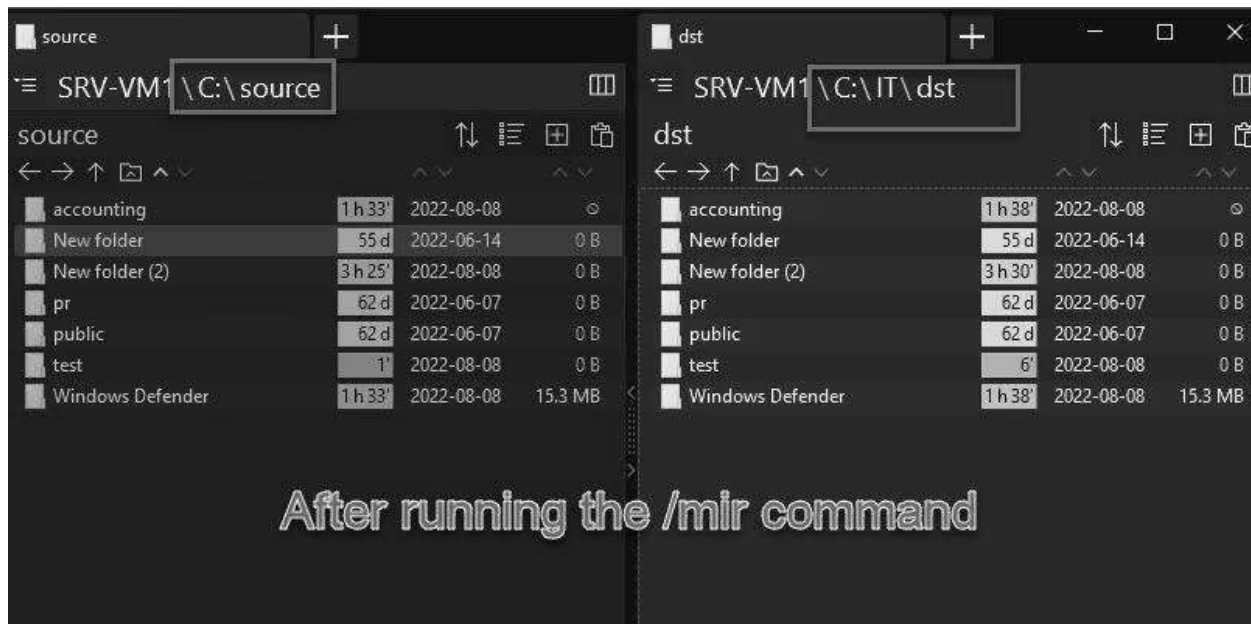 source
SRV-VM1 \ C: \ source
source
accounting 1 h 33' 2022-08-08
New folder 55 d 2022-06-14 0 B
New folder (2) 3 h 25' 2022-08-08 0 B
pr 62 d 2022-06-07 0 B
public 62 d 2022-06-07 0 B
test 1' 2022-08-08 0 B
Windows Defender 1 h 33' 2022-08-08 15.3 MB
dst
SRV-VM1 \ C: \ IT \ dst
dst
accounting 1 h 38' 2022-08-08
New folder 55 d 2022-06-14 0 B
New folder (2) 3 h 30' 2022-08-08 0 B
pr 62 d 2022-06-07 0 B
public 62 d 2022-06-07 0 B
test 6' 2022-08-08 0 B
Windows Defender 1 h 38' 2022-08-08 15.3 MB
After running the /mir command